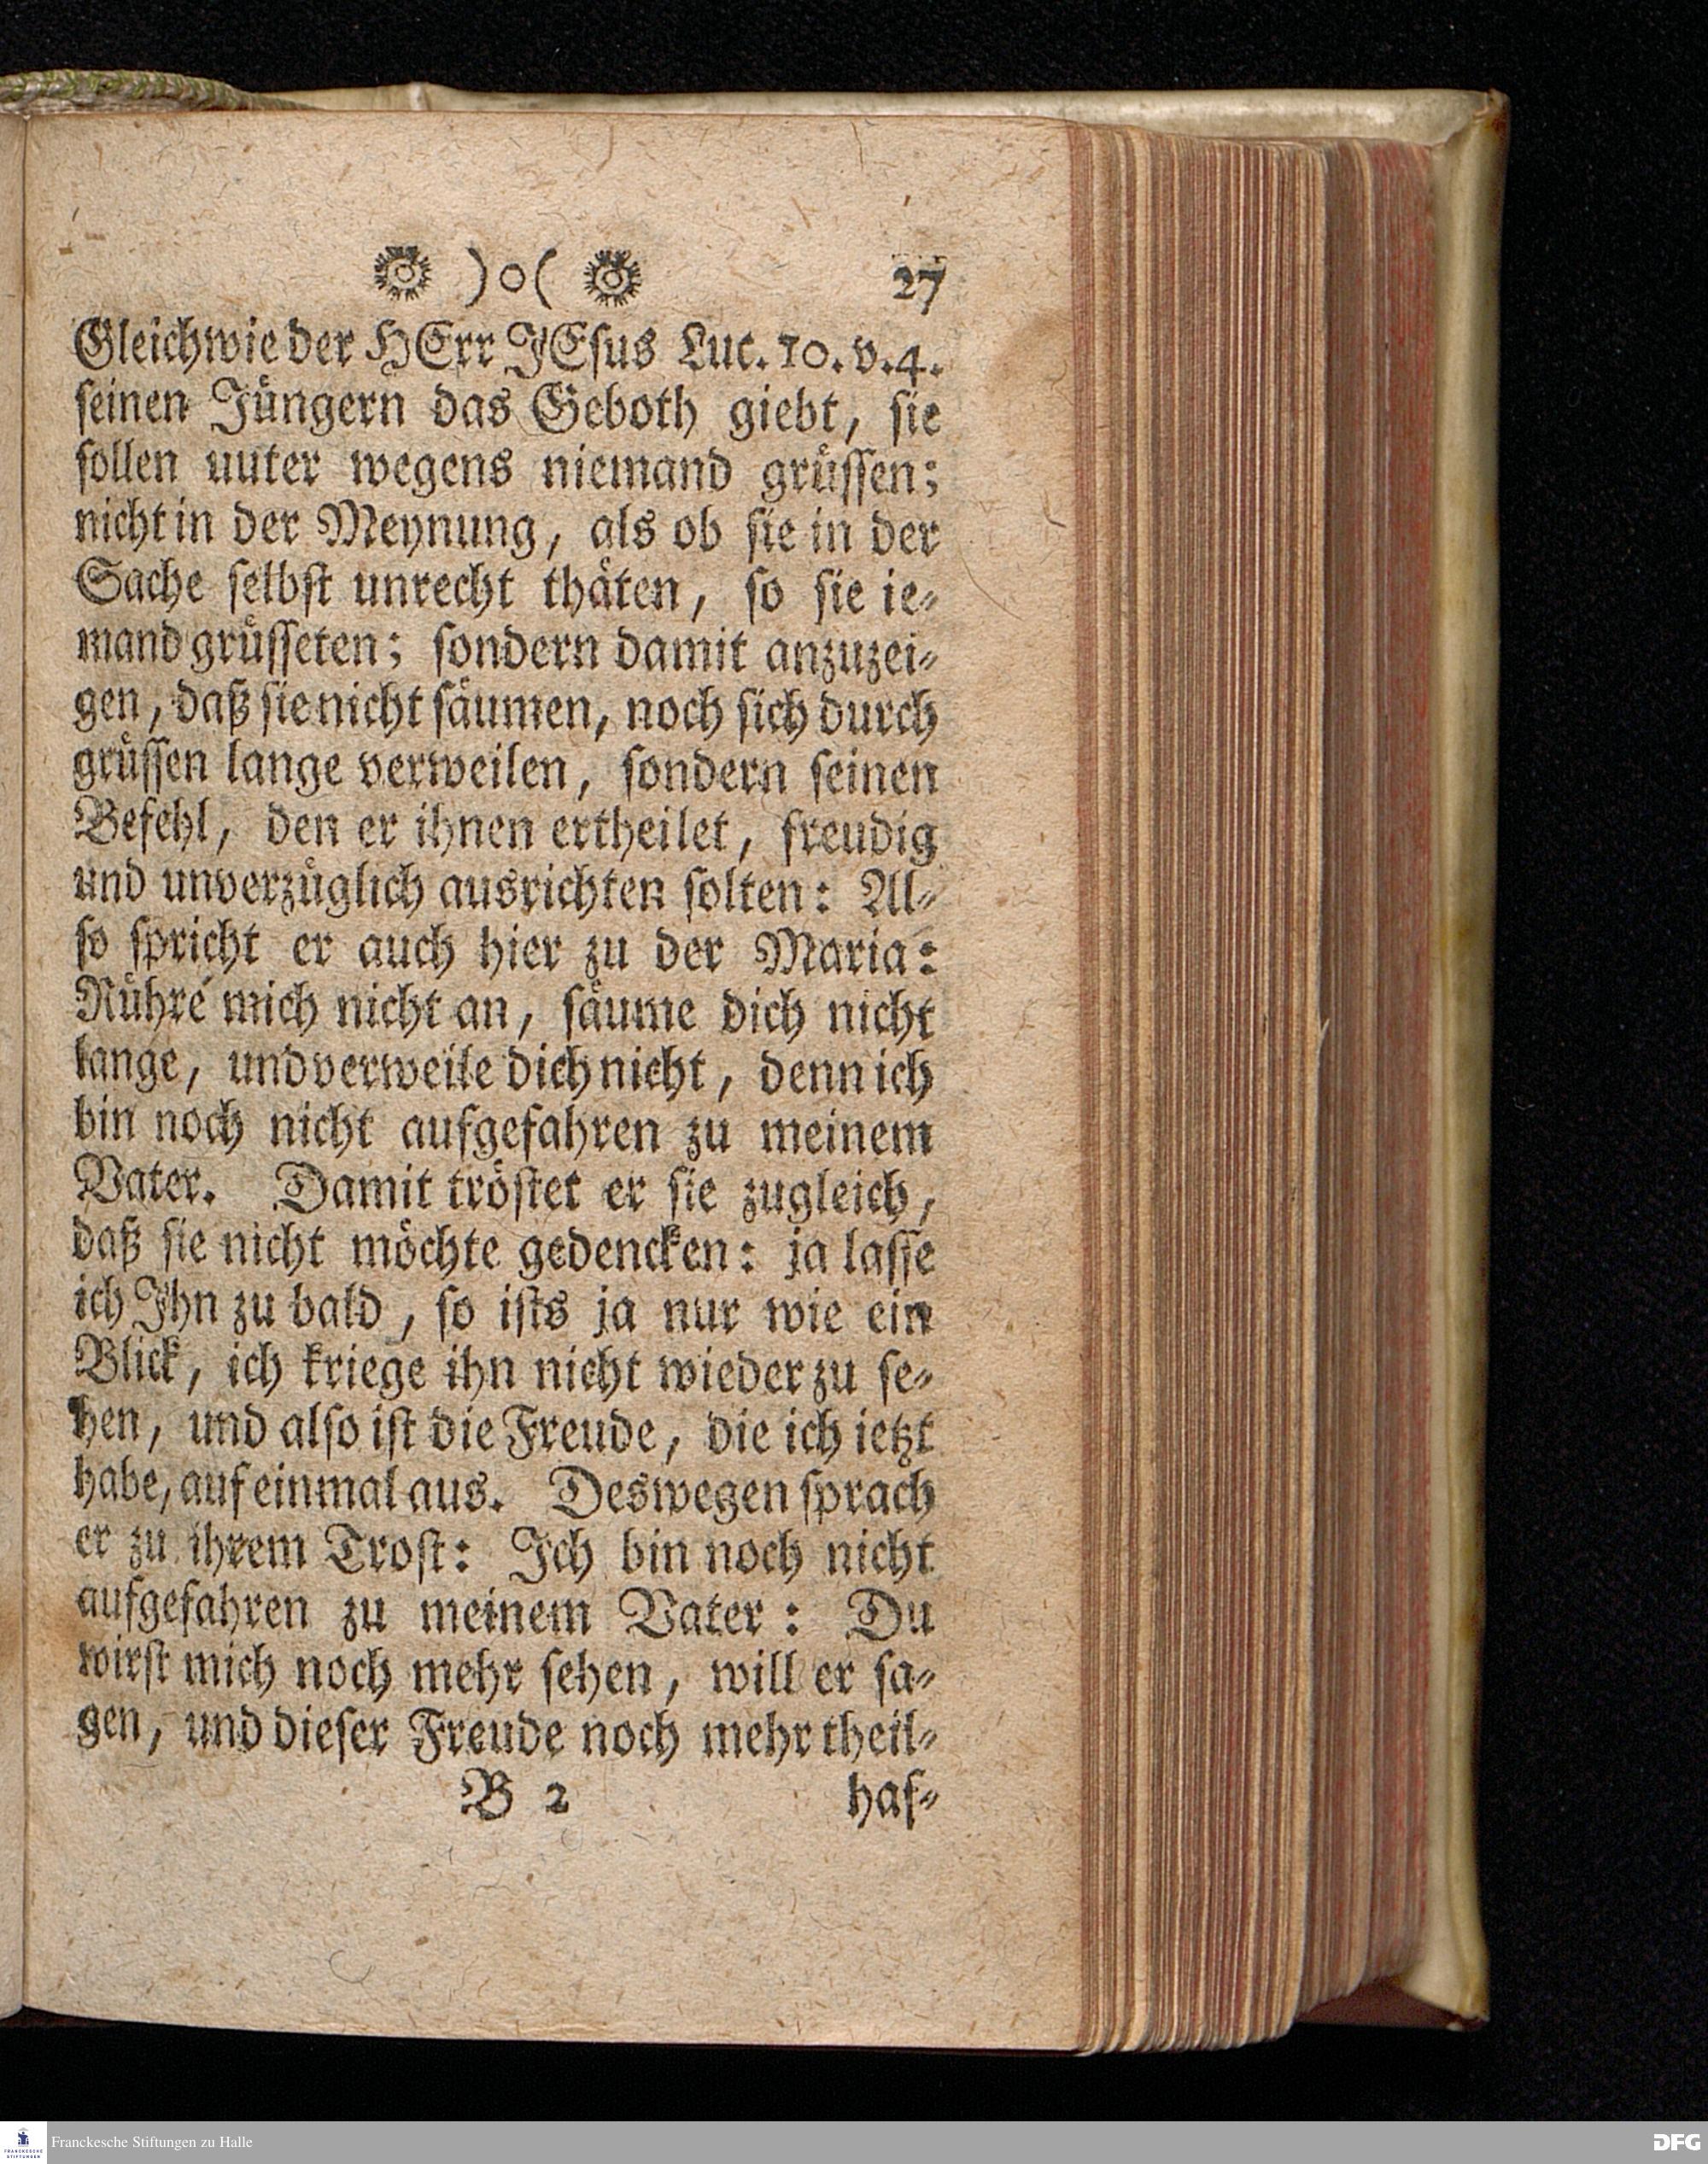 )o( 27
Gleichwie der HErr JEsus Luc. 10. v. 4.
seinen Jüngern das Geboth giebt, sie
sollen uuter wegens niemand grüssen;
nicht in der Meynung, als ob sie in der
Sache selbst unrecht thäten, so sie ie-
mand grüsseten; sondern damit anzuzei-
gen, daß sie nicht säumen, noch sich durch
grüssen lange verweilen, sondern seinen
Befehl, den er ihnen ertheilet, freudig
und unverzüglich ausrichten solten: Al-
so spricht er auch hier zu der Maria:
Rühre mich nicht an, säume dich nicht
lange, und verweile dich nicht, denn ich
bin noch nicht aufgefahren zu meinem
Vater. Damit tröstet er sie zugleich,
daß sie nicht möchte gedencken: ja lasse
ich Ihn zu bald, so ists ja nur wie ein
Blick, ich kriege ihn nicht wieder zu se-
hen, und also ist die Freude, die ich ietzt
habe, auf einmal aus. Deswegen sprach
er zu ihrem Trost: Ich bin noch nicht
aufgefahren zu meinem Vater: Du
wirst mich noch mehr sehen, will er sa-
gen, und dieser Freude noch mehr theil-
B 2 haf-
FRANCKESCHE STIFTUNGEN
Franckesche Stiftungen zu Halle
DFG